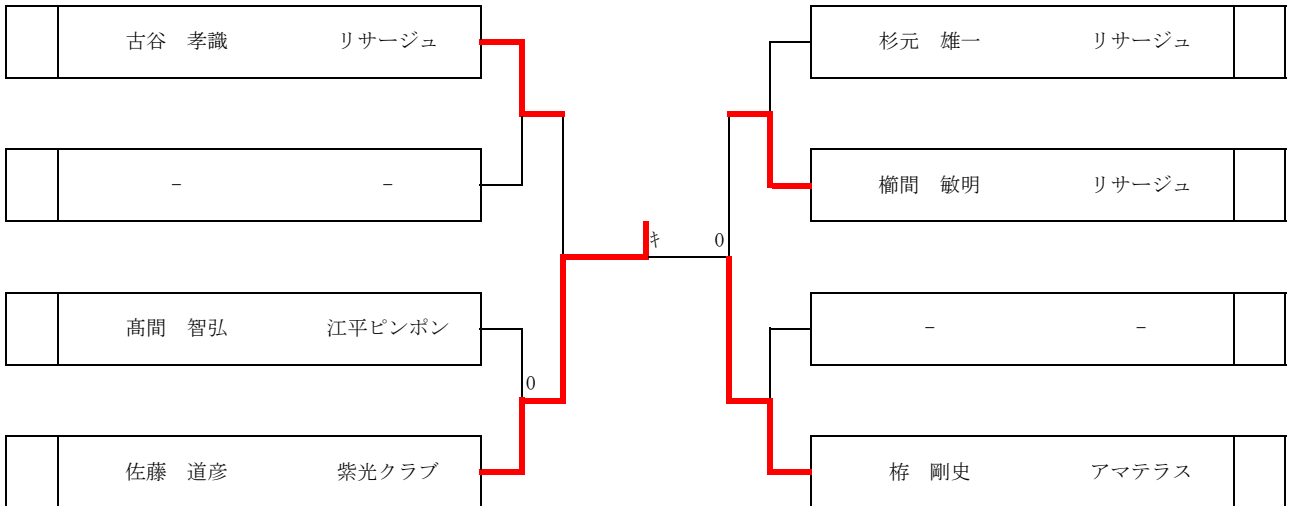 古谷 孝識 リサージュ
杉元 雄一 リサージュ
- -
櫛間 敏明 リサージュ
ｷ 0
髙間 智弘 江平ピンポン
- -
0
佐藤 道彦 紫光クラブ
栫 剛史 アマテラス